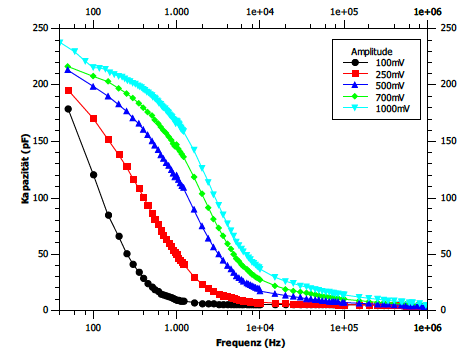 100 1.000 1e+04 1e+05 1e+06
250 250
200 200
150 150
100 100
50 50
0 0
Kapazität (pF)
Amplitude
100mV
250mV
500mV
700mV
1000mV
100 1.000 1e+04 1e+05 1e+06
Frequenz (Hz)